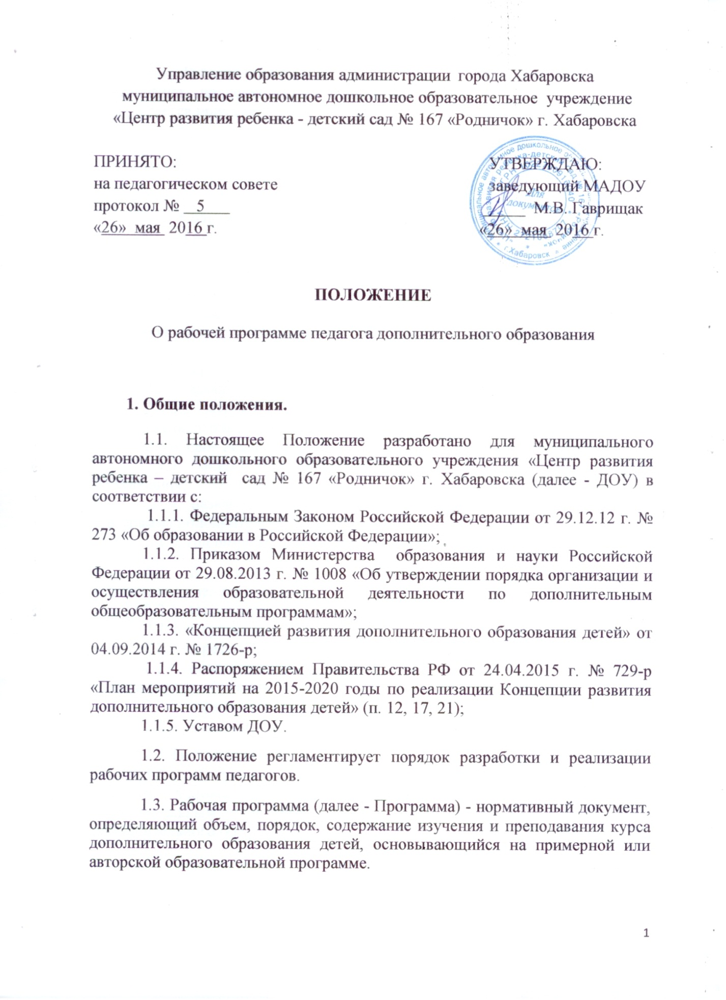 Управление образования администрации города Хабаровска
муниципальное автономное дошкольное образовательное учреждение
«Центр развития ребенка - детский сад № 167 «Родничок» г. Хабаровска
ПРИНЯТО:
на педагогическом совете
протокол № 5
«26» мая 2016 г.
УТВЕРЖДАЮ:
заведующий МАДОУ
М.В. Гаврищак
«26» мая 2016 г.
Для
документов
г.Хабаровск
ПОЛОЖЕНИЕ
О рабочей программе педагога дополнительного образования
1. Общие положения.
1.1. Настоящее Положение разработано для муниципального
автономного дошкольного образовательного учреждения «Центр развития
ребенка – детский сад № 167 «Родничок» г. Хабаровска (далее - ДОУ) в
соответствии с:
1.1.1. Федеральным Законом Российской Федерации от 29.12.12 г. №
273 «Об образовании в Российской Федерации»;
1.1.2. Приказом Министерства образования и науки Российской
Федерации от 29.08.2013 г. № 1008 «Об утверждении порядка организации и
осуществления образовательной деятельности по дополнительным
общеобразовательным программам»;
1.1.3. «Концепцией развития дополнительного образования детей» от
04.09.2014 г. № 1726-р;
1.1.4. Распоряжением Правительства РФ от 24.04.2015 г. № 729-р
«План мероприятий на 2015-2020 годы по реализации Концепции развития
дополнительного образования детей» (п. 12, 17, 21);
1.1.5. Уставом ДОУ.
1.2. Положение регламентирует порядок разработки и реализации
рабочих программ педагогов.
1.3. Рабочая программа (далее - Программа) - нормативный документ,
определяющий объем, порядок, содержание изучения и преподавания курса
дополнительного образования детей, основывающийся на примерной или
авторской образовательной программе.
1